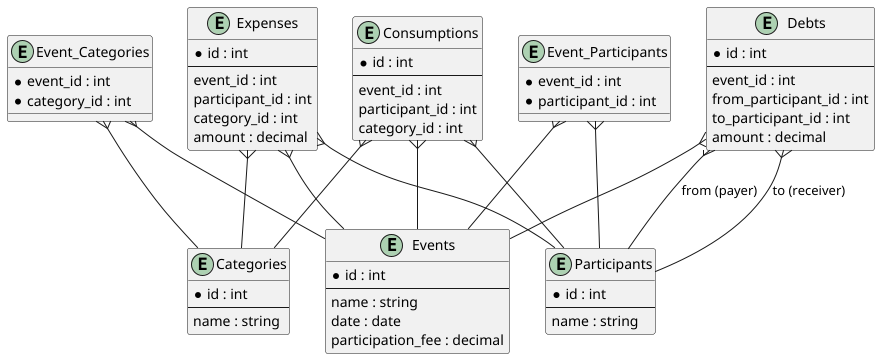 E Event_Categories
* event_id : int
* category_id : int
E Expenses
* id : int
event_id : int
participant_id : int
category_id : int
amount : decimal
E Consumptions
* id : int
event_id : int
participant_id : int
category_id : int
E Event_Participants
* event_id : int
* participant_id : int
E Debts
* id : int
event_id : int
from_participant_id : int
to_participant_id : int
amount : decimal
from (payer)
to (receiver)
E Categories
* id : int
name : string
E Events
* id : int
name : string
date : date
participation_fee : decimal
E Participants
* id : int
name : string